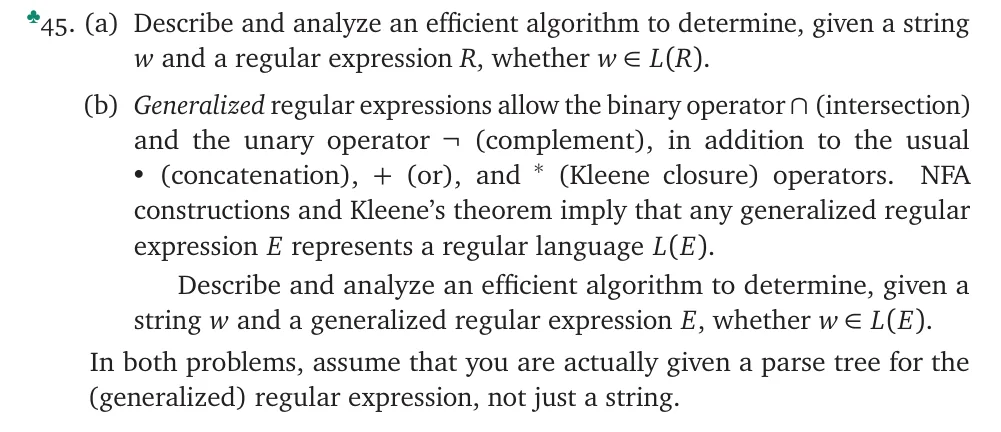 ♣45. (a) Describe and analyze an efficient algorithm to determine, given a string
w and a regular expression R, whether w ∈ L(R).
(b) Generalized regular expressions allow the binary operator ∩ (intersection)
and the unary operator ¬ (complement), in addition to the usual
• (concatenation), + (or), and * (Kleene closure) operators. NFA
constructions and Kleene’s theorem imply that any generalized regular
expression E represents a regular language L(E).
Describe and analyze an efficient algorithm to determine, given a
string w and a generalized regular expression E, whether w ∈ L(E).
In both problems, assume that you are actually given a parse tree for the
(generalized) regular expression, not just a string.